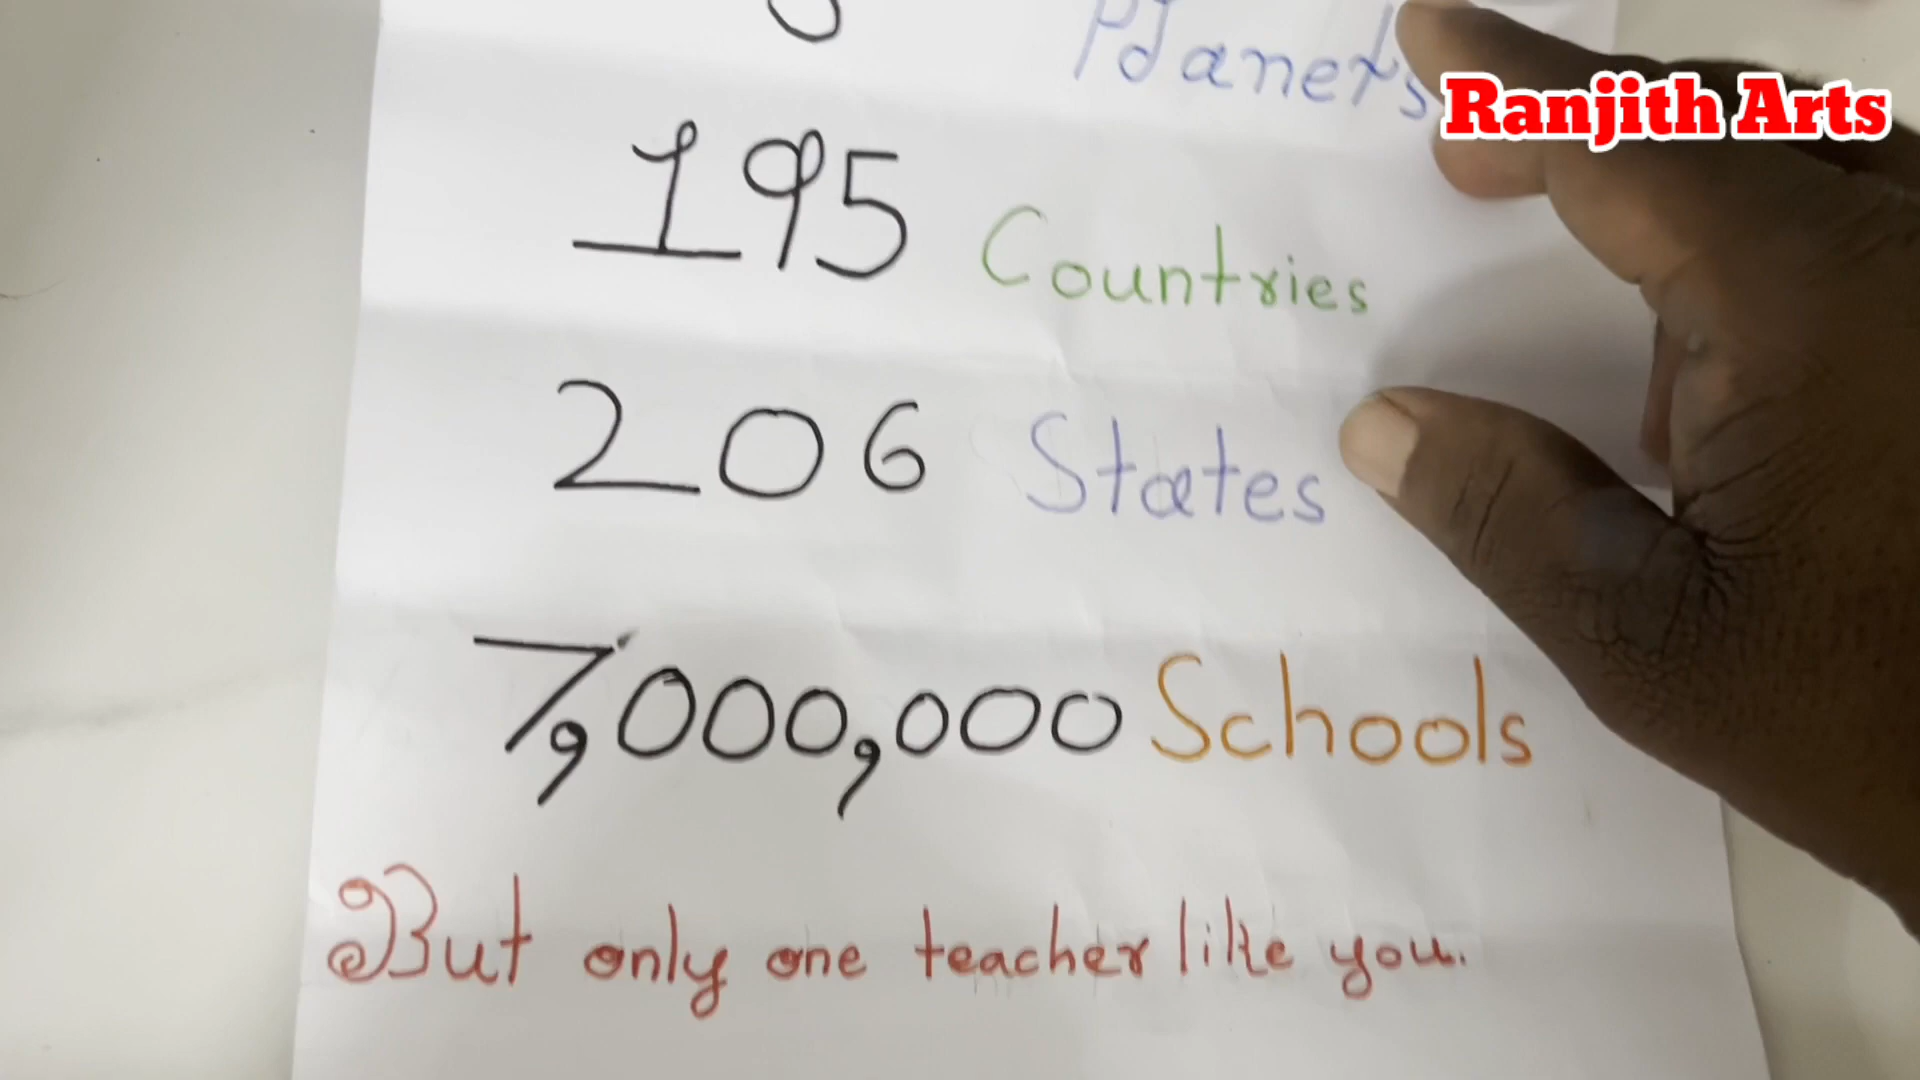 Planets
Ranjith Arts
195 Countries
206 States
7,000,000 Schools
But only one teacher like you.